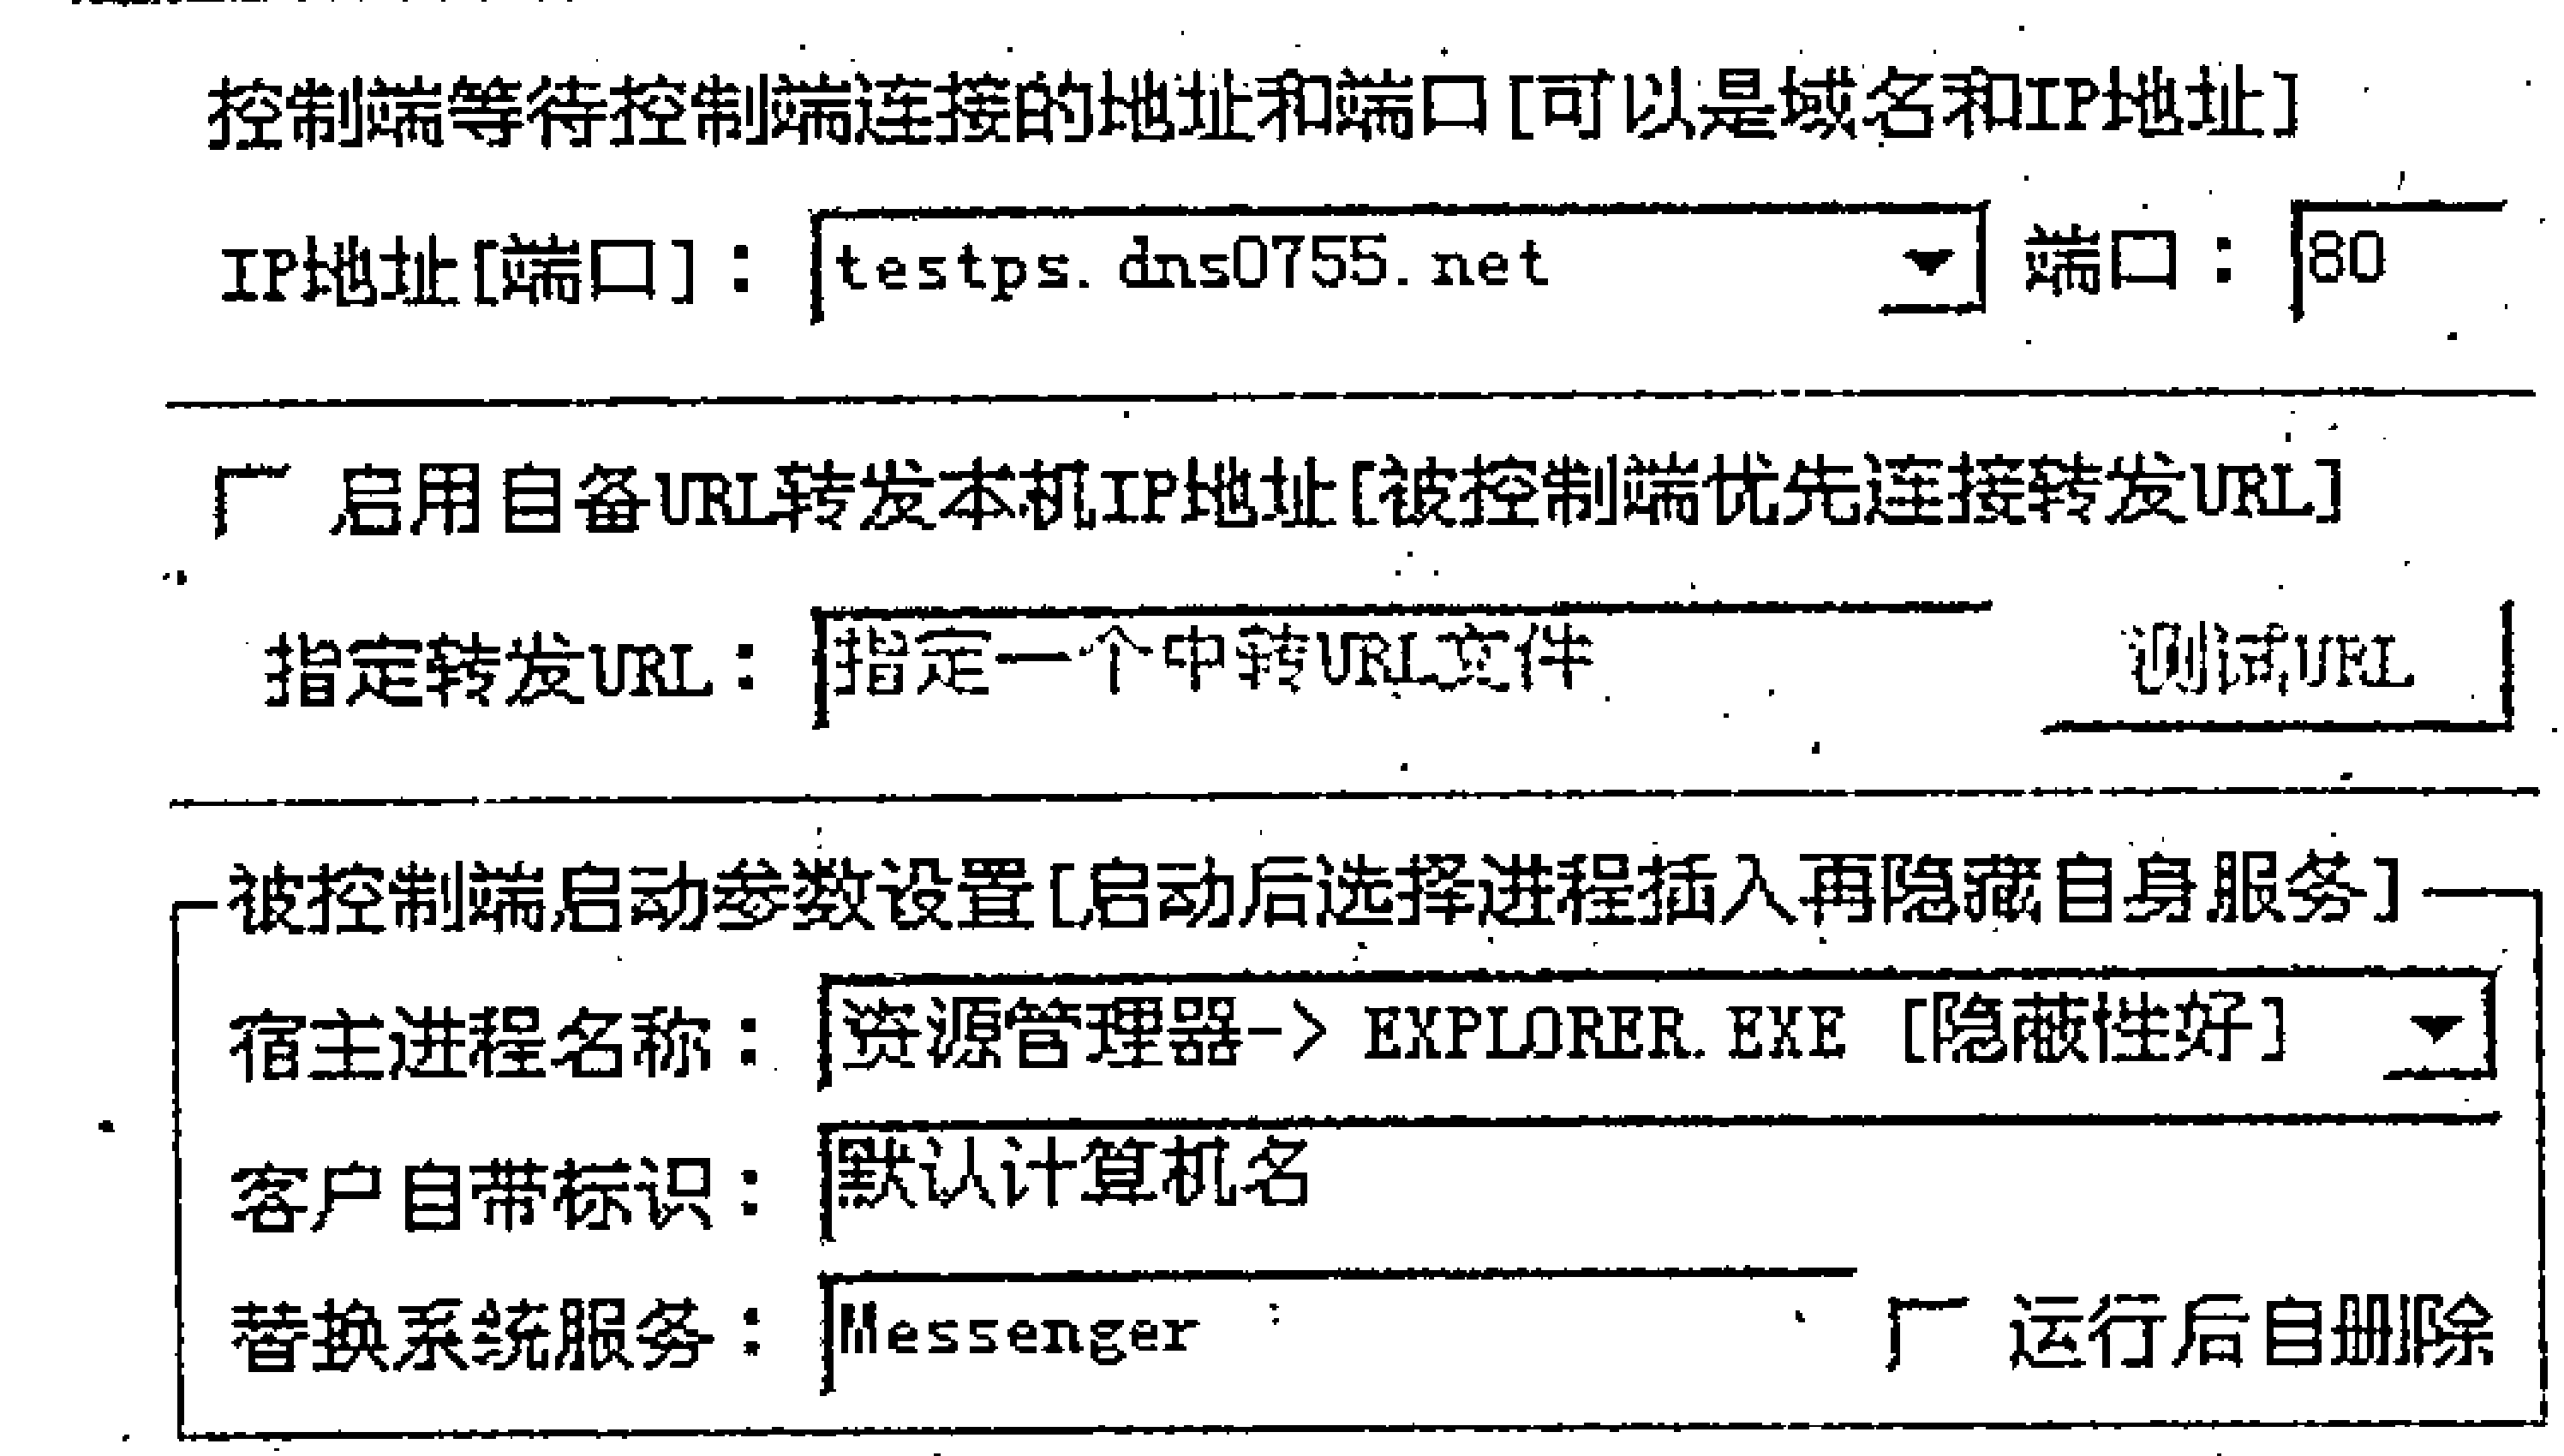 控制端等待控制端连接的地址和端口[可以是域名和IP地址]
IP地址[端口]： testps.dns0755.net 端口： 80
启用自备URL转发本机IP地址[被控制端优先连接转发URL]
指定转发URL： 指定一个中转URL文件 测试URL
被控制端启动参数设置[启动后选择进程插入再隐藏自身服务]
宿主进程名称： 资源管理器-> EXPLORER.EXE [隐蔽性好]
客户自带标识： 默认计算机名
替换系统服务： Messenger 运行后自删除